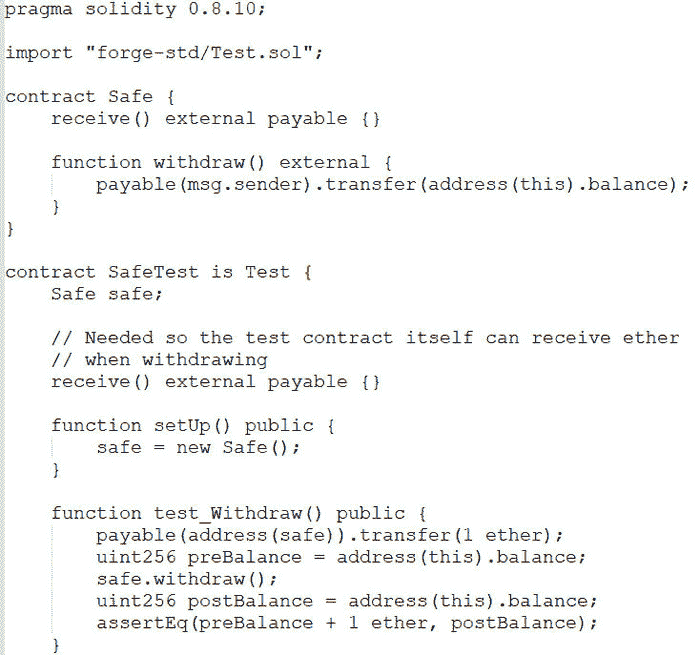 pragma solidity 0.8.10;
import "forge-std/Test.sol";
contract Safe {
receive() external payable {}
function withdraw() external {
payable(msg.sender).transfer(address(this).balance);
}
}
contract SafeTest is Test {
Safe safe;
// Needed so the test contract itself can receive ether
// when withdrawing
receive() external payable {}
function setUp() public {
safe = new Safe();
}
function test_Withdraw() public {
payable(address(safe)).transfer(1 ether);
uint256 preBalance = address(this).balance;
safe.withdraw();
uint256 postBalance = address(this).balance;
assertEq(preBalance + 1 ether, postBalance);
}